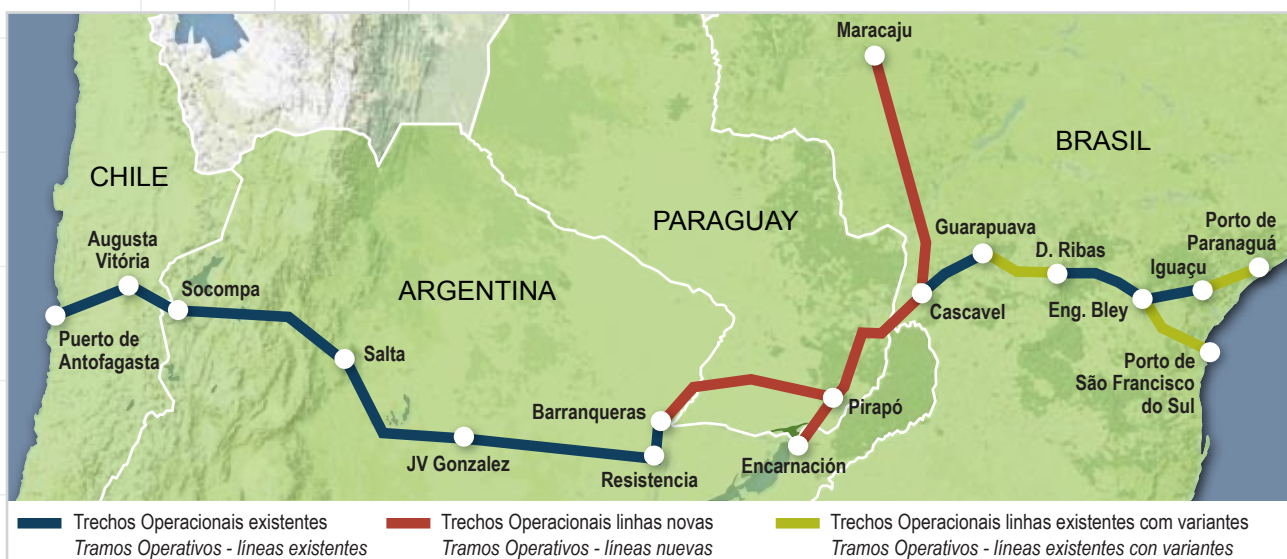 Maracaju
BRASIL
CHILE
PARAGUAY
Guarapuava
Porto de
Paranaguá
D. Ribas
Iguaçu
Augusta
Vitória
Socompa
ARGENTINA
Cascavel
Eng. Bley
Puerto de
Antofagasta
Salta
Porto de
São Francisco
do Sul
Barranqueras
Pirapó
JV Gonzalez
Resistencia
Encarnación
Trechos Operacionais existentes
Tramos Operativos - líneas existentes
Trechos Operacionais linhas novas
Tramos Operativos - líneas nuevas
Trechos Operacionais linhas existentes com variantes
Tramos Operativos - líneas existentes con variantes